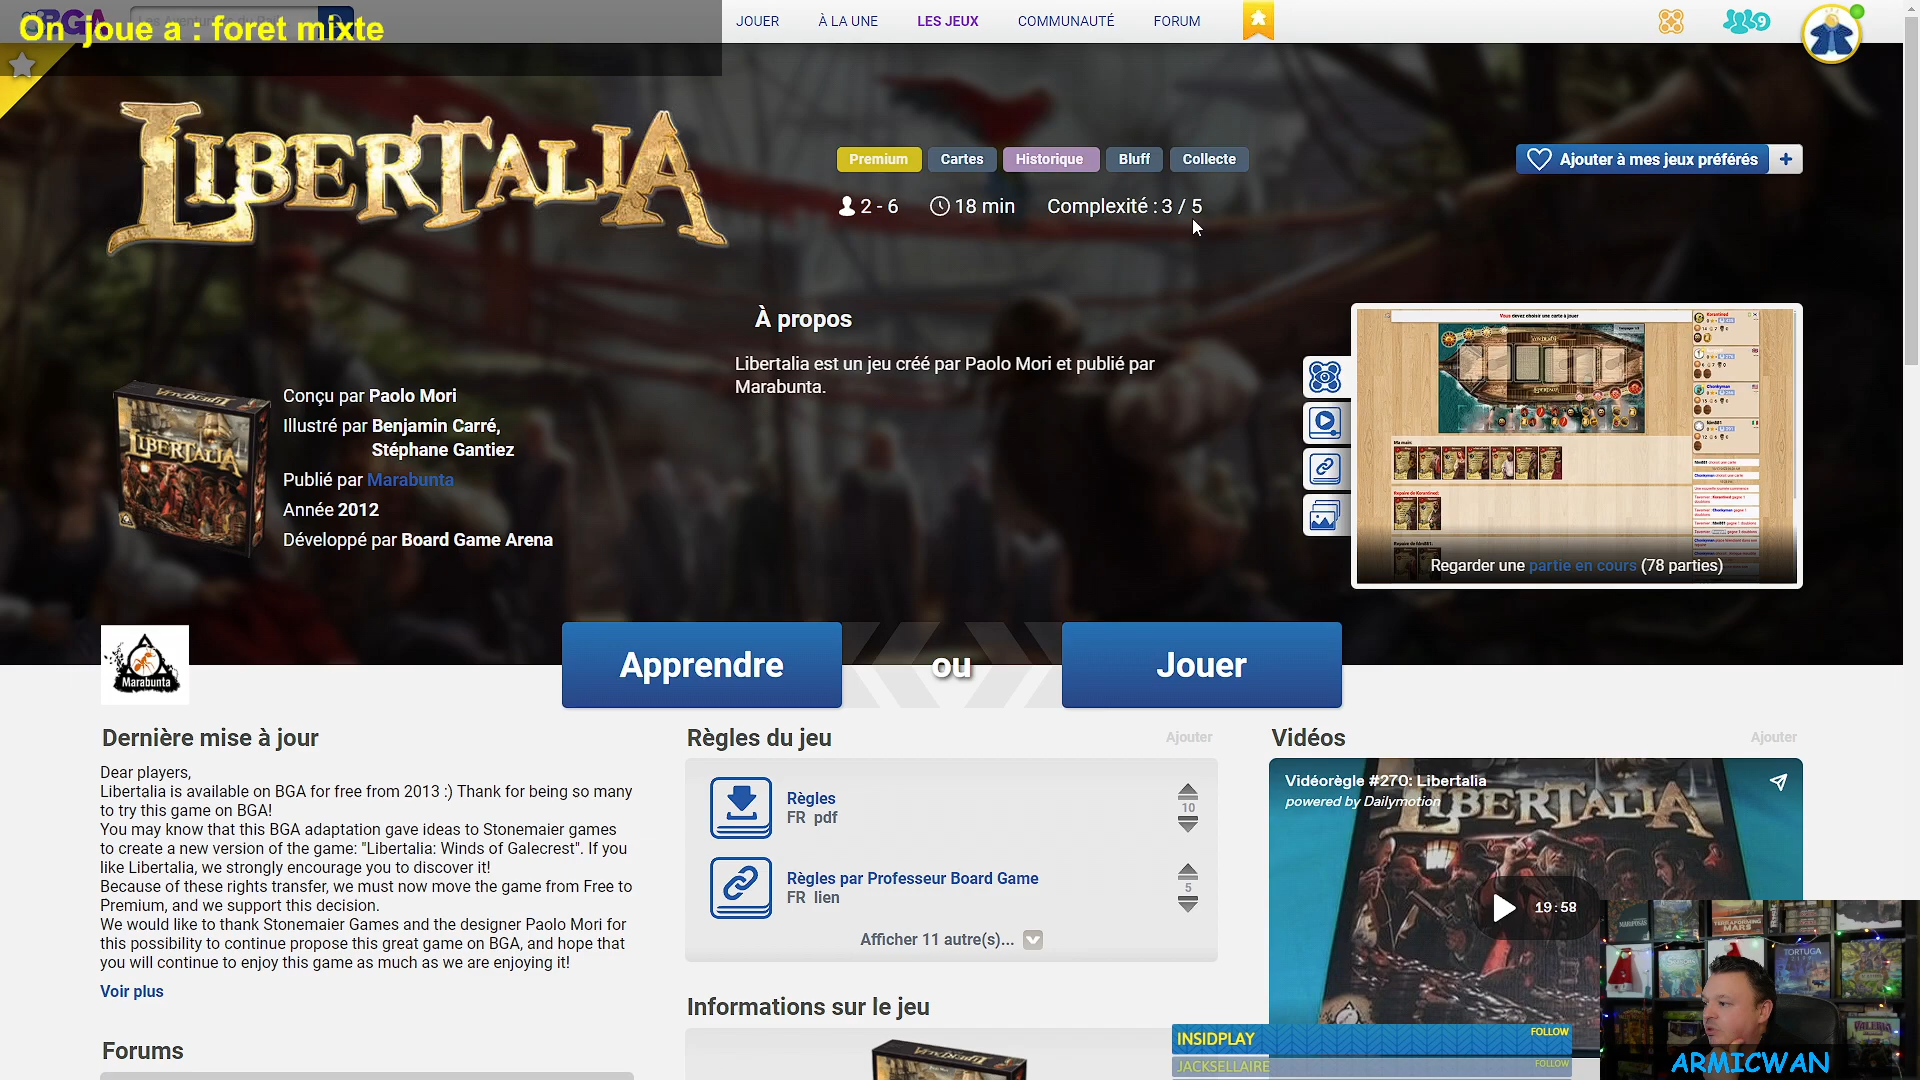 On joue a : foret mixte
JOUER
À LA UNE
LES JEUX
COMMUNAUTÉ
FORUM
9
LIBERTALIA
Premium
Cartes
Historique
Bluff
Collecte
Ajouter à mes jeux préférés
+
2 - 6
18 min
Complexité : 3 / 5
À propos
Libertalia est un jeu créé par Paolo Mori et publié par
Marabunta.
Conçu par Paolo Mori
Illustré par Benjamin Carré,
Stéphane Gantiez
Publié par Marabunta
Année 2012
Développé par Board Game Arena
LIBERTALIA
Vous devez choisir une carte à jouer
Regarder une partie en cours (78 parties)
Marabunta
Apprendre
ou
Jouer
Dernière mise à jour
Dear players,
Libertalia is available on BGA for free from 2013 :) Thank for being so many
to try this game on BGA!
You may know that this BGA adaptation gave ideas to Stonemaier games
to create a new version of the game: "Libertalia: Winds of Galecrest". If you
like Libertalia, we strongly encourage you to discover it!
Because of these rights transfer, we must now move the game from Free to
Premium, and we support this decision.
We would like to thank Stonemaier Games and the designer Paolo Mori for
this possibility to continue propose this great game on BGA, and hope that
you will continue to enjoy this game as much as we are enjoying it!
Voir plus
Forums
Règles du jeu
Ajouter
Règles
FR pdf
10
Règles par Professeur Board Game
FR lien
5
Afficher 11 autre(s)...
Informations sur le jeu
Vidéos
Ajouter
Vidéorègle #270: Libertalia
powered by Dailymotion
LIBERTALIA
19:58
INSIDPLAY
FOLLOW
JACKSELLAIRE
FOLLOW
TERRAFORMING
MARS
TORTUGA
ARMICWAN